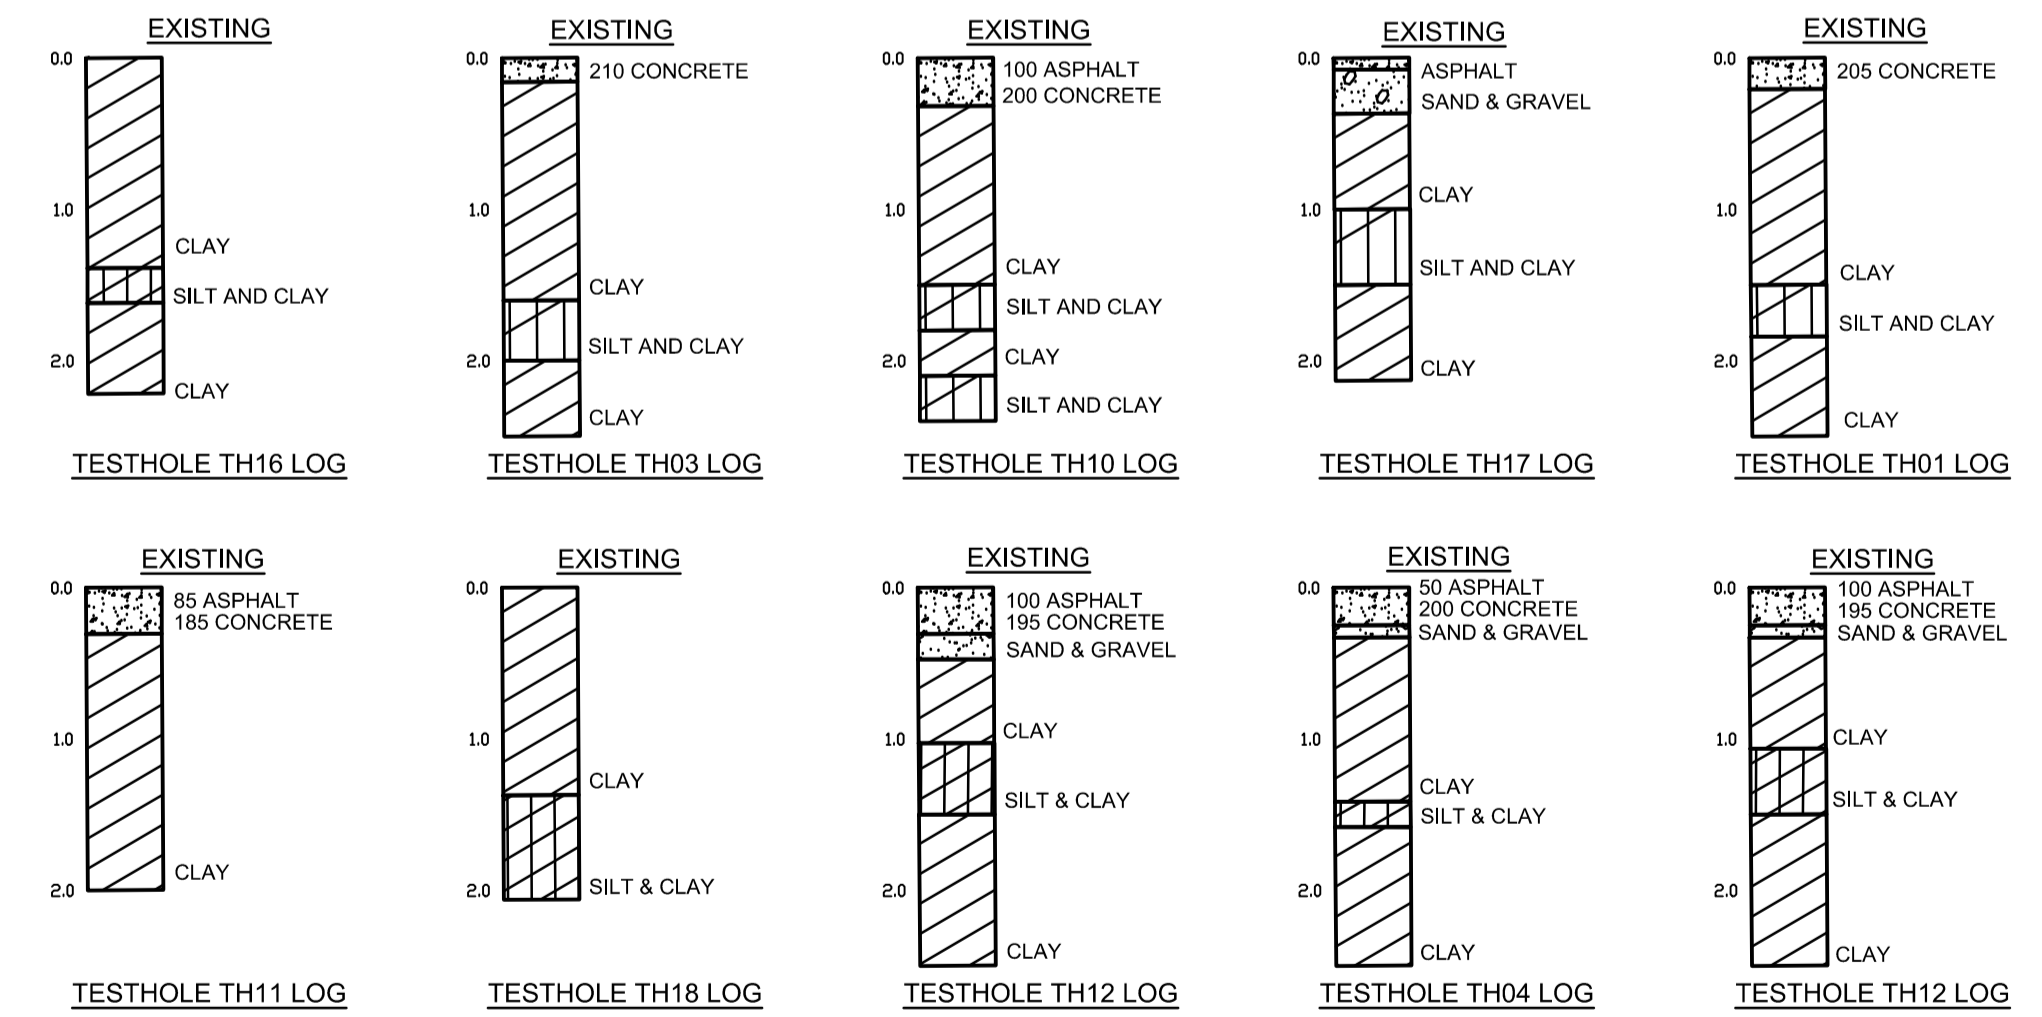 EXISTING
0.0
1.0
CLAY
SILT AND CLAY
2.0
CLAY
TESTHOLE TH16 LOG
EXISTING
0.0
210 CONCRETE
1.0
CLAY
SILT AND CLAY
2.0
CLAY
TESTHOLE TH03 LOG
EXISTING
0.0
100 ASPHALT
200 CONCRETE
1.0
CLAY
SILT AND CLAY
CLAY
2.0
SILT AND CLAY
TESTHOLE TH10 LOG
EXISTING
0.0
ASPHALT
SAND & GRAVEL
CLAY
1.0
SILT AND CLAY
2.0
CLAY
TESTHOLE TH17 LOG
EXISTING
0.0
205 CONCRETE
1.0
CLAY
SILT AND CLAY
2.0
CLAY
TESTHOLE TH01 LOG
EXISTING
0.0
85 ASPHALT
185 CONCRETE
1.0
CLAY
2.0
TESTHOLE TH11 LOG
EXISTING
0.0
1.0
CLAY
SILT & CLAY
2.0
TESTHOLE TH18 LOG
EXISTING
0.0
100 ASPHALT
195 CONCRETE
SAND & GRAVEL
CLAY
1.0
SILT & CLAY
2.0
CLAY
TESTHOLE TH12 LOG
EXISTING
0.0
50 ASPHALT
200 CONCRETE
SAND & GRAVEL
1.0
CLAY
SILT & CLAY
2.0
CLAY
TESTHOLE TH04 LOG
EXISTING
0.0
100 ASPHALT
195 CONCRETE
SAND & GRAVEL
1.0
CLAY
SILT & CLAY
2.0
CLAY
TESTHOLE TH12 LOG